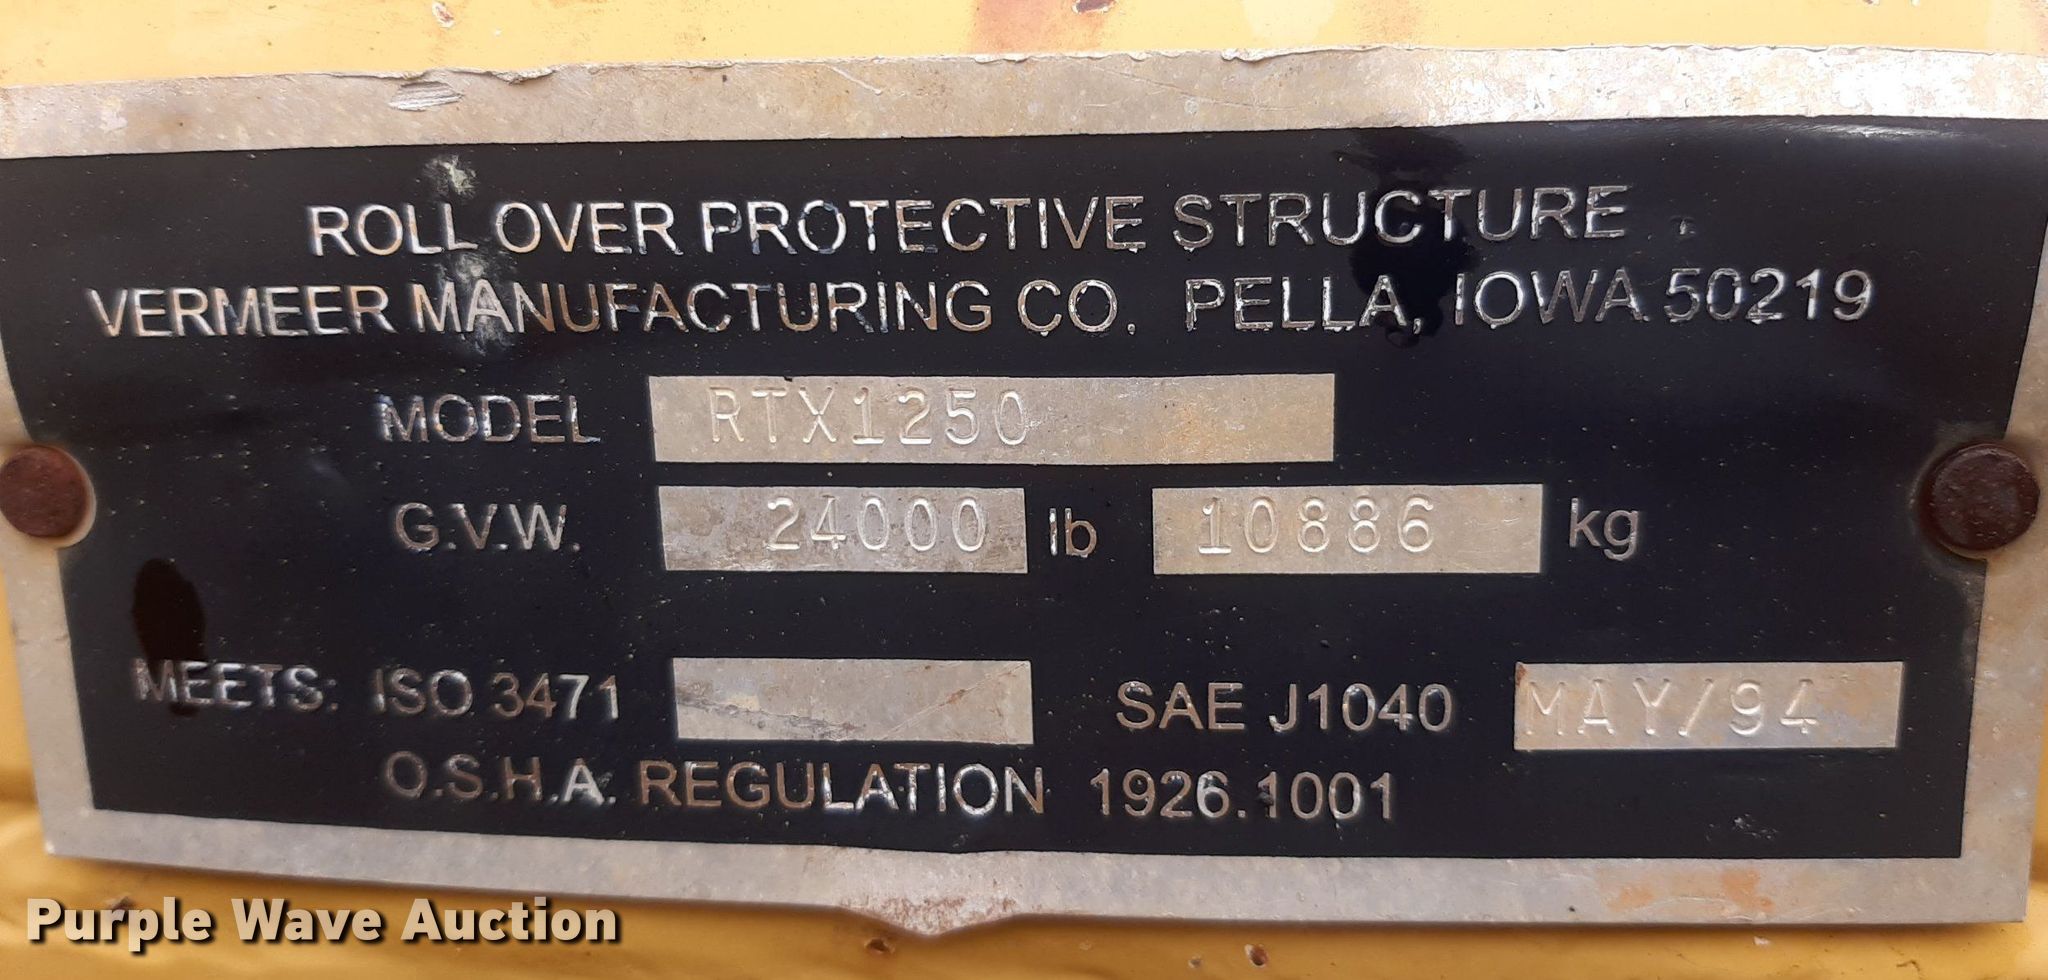 ROLL OVER PROTECTIVE STRUCTURE
VERMEER MANUFACTURING CO. PELLA, IOWA 50219
MODEL RTX1250
G.V.W. 24000 lb 10886 kg
MEETS: ISO 3471 SAE J1040 MAY/94
O.S.H.A. REGULATION 1926.1001
Purple Wave Auction